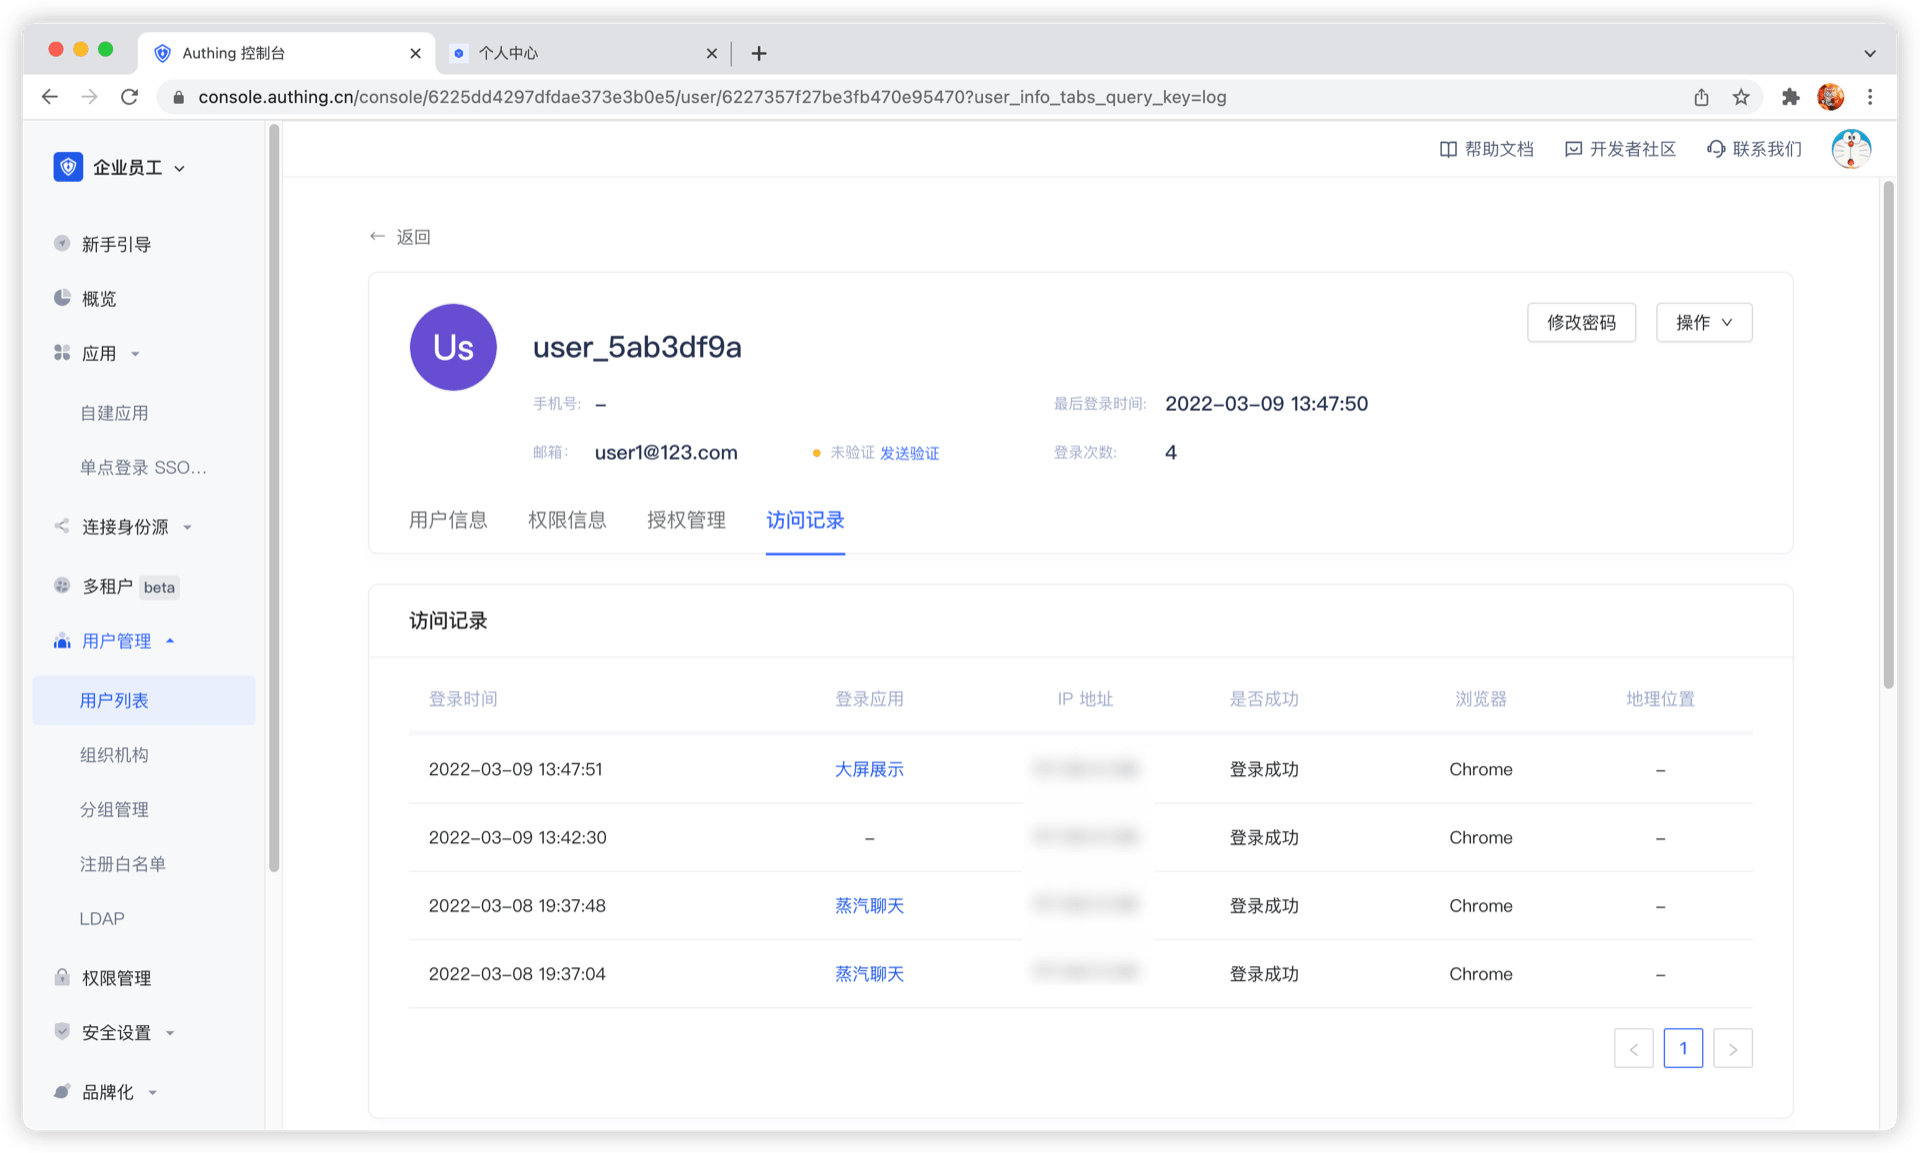 Authing 控制台
个人中心
console.authing.cn/console/6225dd4297dfdae373e3b0e5/user/6227357f27be3fb470e95470?user_info_tabs_query_key=log
企业员工
帮助文档
开发者社区
联系我们
新手引导
概览
应用
自建应用
单点登录 SSO...
连接身份源
多租户 beta
用户管理
用户列表
组织机构
分组管理
注册白名单
LDAP
权限管理
安全设置
品牌化
← 返回
Us
user_5ab3df9a
修改密码
操作
手机号: –
最后登录时间: 2022-03-09 13:47:50
邮箱: user1@123.com
未验证 发送验证
登录次数: 4
用户信息 权限信息 授权管理 访问记录
访问记录
登录时间 登录应用 IP 地址 是否成功 浏览器 地理位置
2022-03-09 13:47:51 大屏展示 登录成功 Chrome –
2022-03-09 13:42:30 – 登录成功 Chrome –
2022-03-08 19:37:48 蒸汽聊天 登录成功 Chrome –
2022-03-08 19:37:04 蒸汽聊天 登录成功 Chrome –
< 1 >